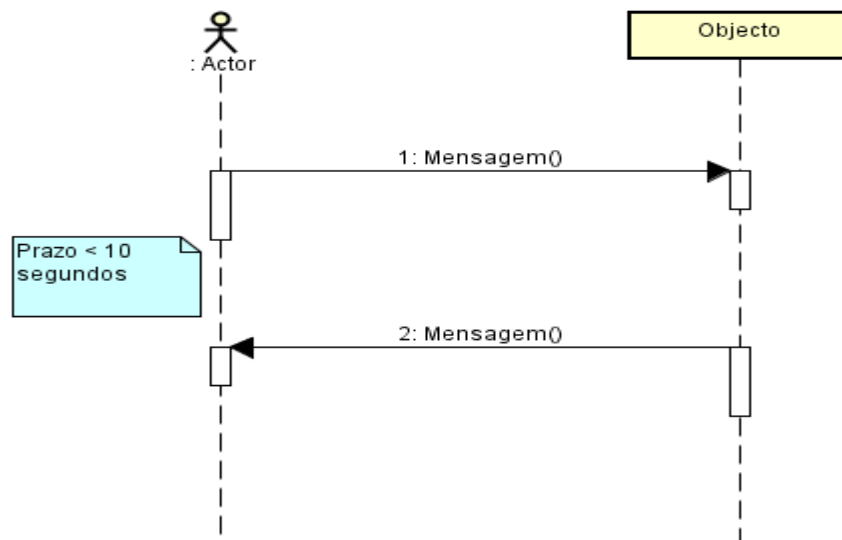 : Actor
Objecto
1: Mensagem()
Prazo < 10
segundos
2: Mensagem()